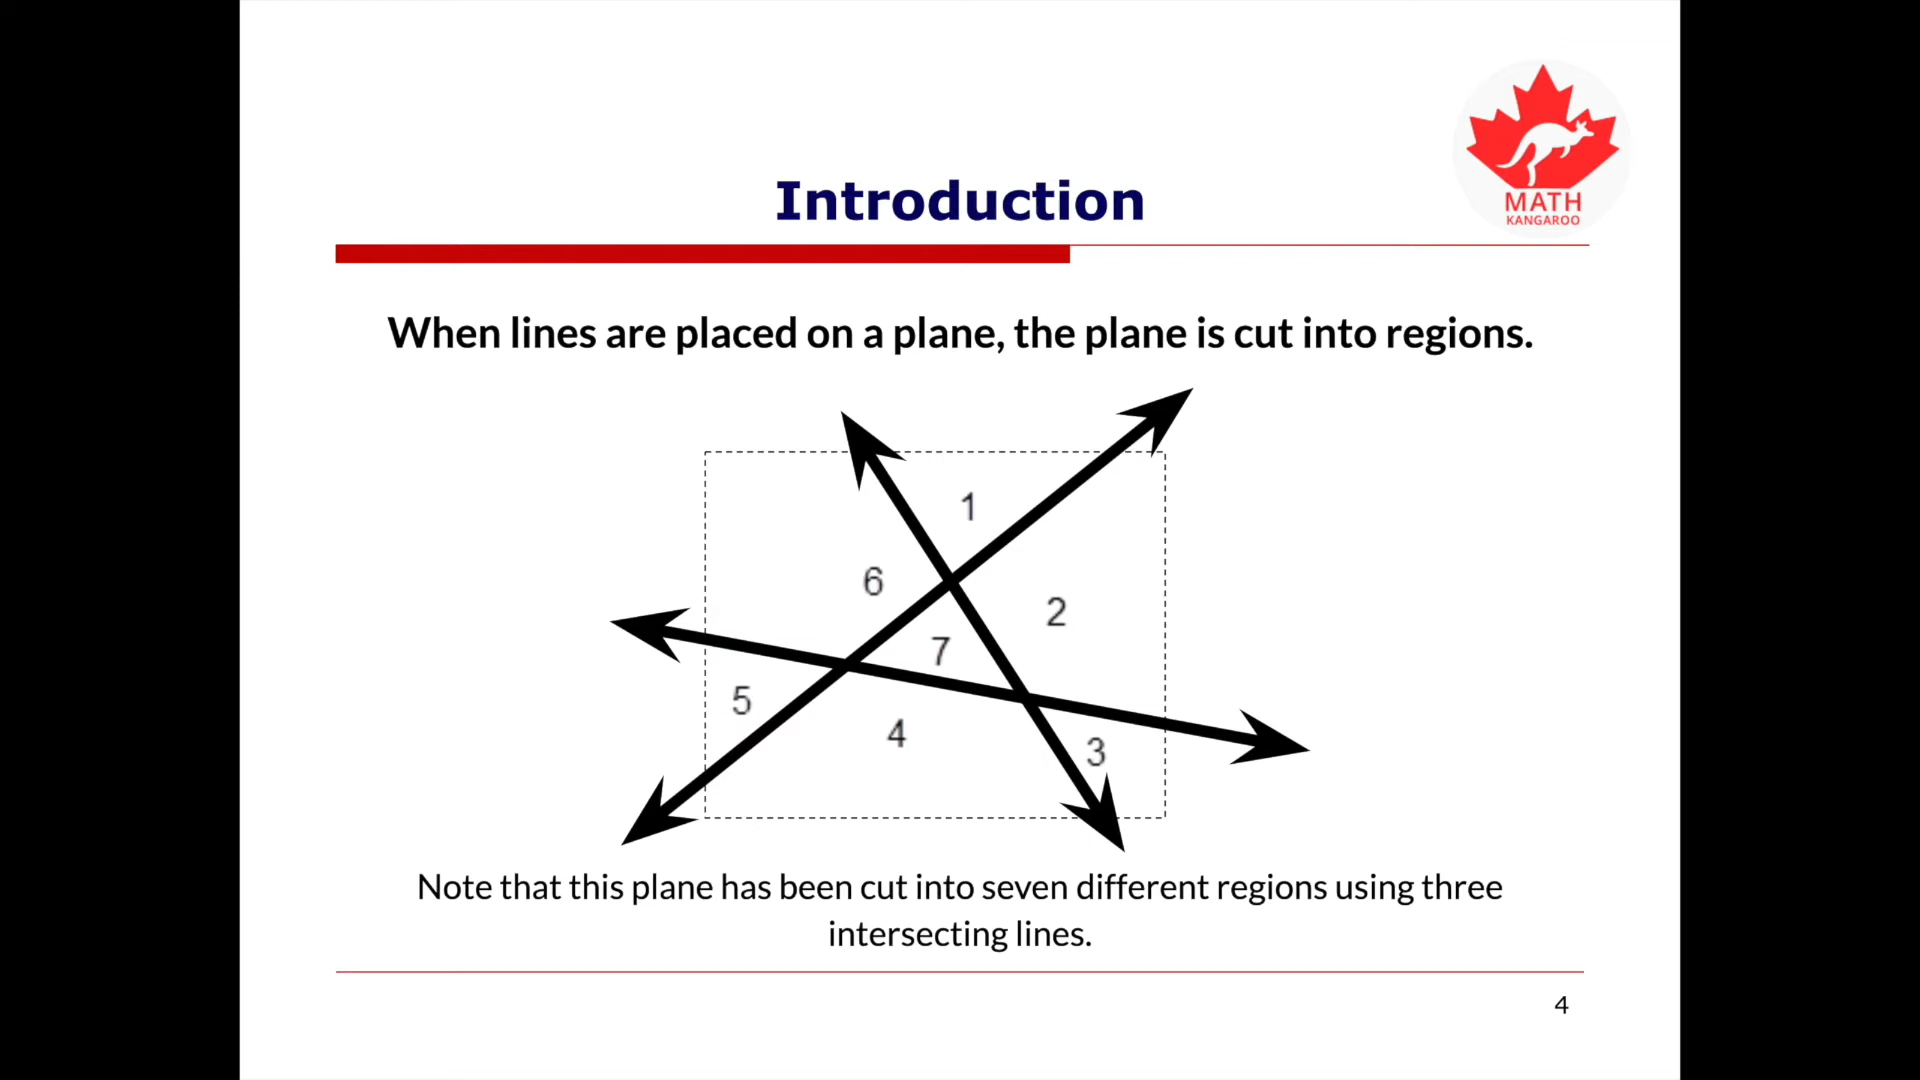 MATH
KANGAROO
Introduction
When lines are placed on a plane, the plane is cut into regions.
1
6
2
7
5
4
3
Note that this plane has been cut into seven different regions using three
intersecting lines.
4